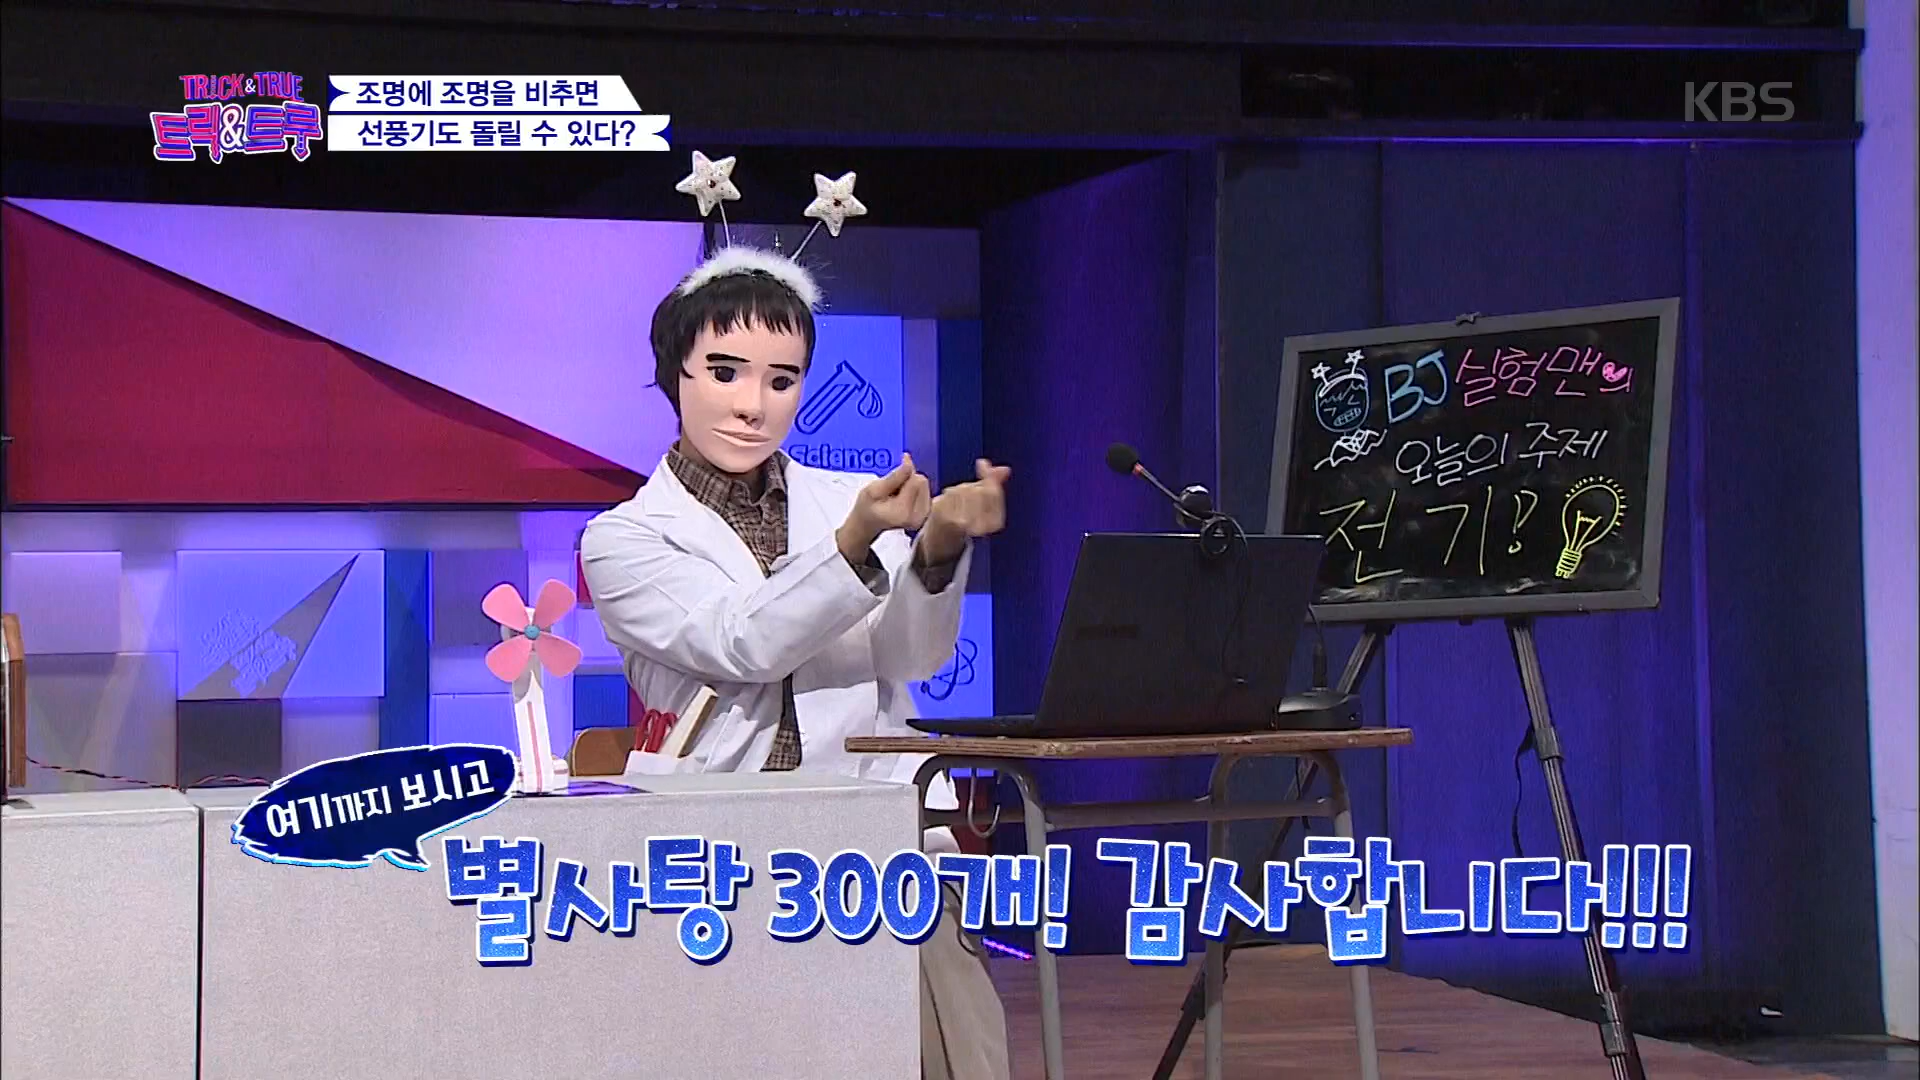 TRICK & TRUE
트릭&트루
조명에 조명을 비추면
선풍기도 돌릴 수 있다?
KBS
Science
BJ 실험맨의
오늘의 주제
전기!
여기까지 보시고
별사탕 300개! 감사합니다!!!